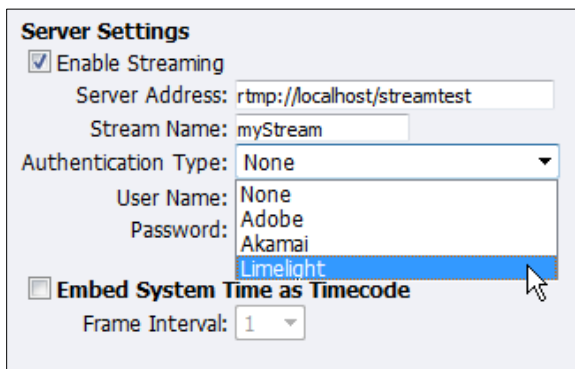 Server Settings
Enable Streaming
Server Address: rtmp://localhost/streamtest
Stream Name: myStream
Authentication Type: None
User Name: None
Adobe
Password:
Akamai
Limelight
Embed System Time as Timecode
Frame Interval: 1